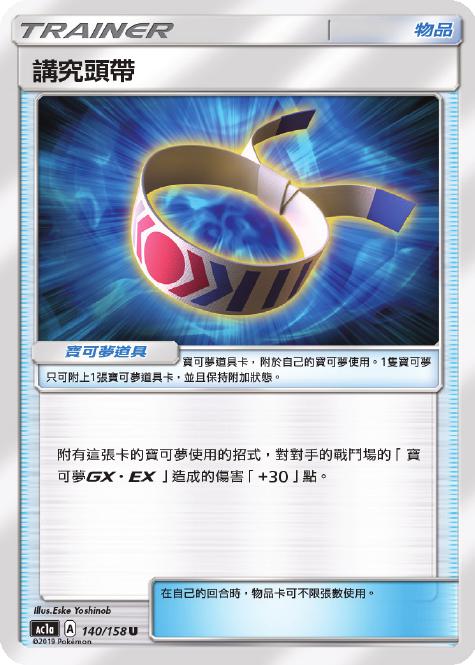 TRAINER
物品
講究頭帶
寶可夢道具
寶可夢道具卡,附於自己的寶可夢使用。1隻寶可夢
只可附上1張寶可夢道具卡,並且保持附加狀態。
附有這張卡的寶可夢使用的招式,對對手的戰鬥場的「寶
可夢GX・EX」造成的傷害「+30」點。
在自己的回合時,物品卡可不限張數使用。
Illus.Eske Yoshinob
AC1a A 140/158 U
©2019 Pokémon